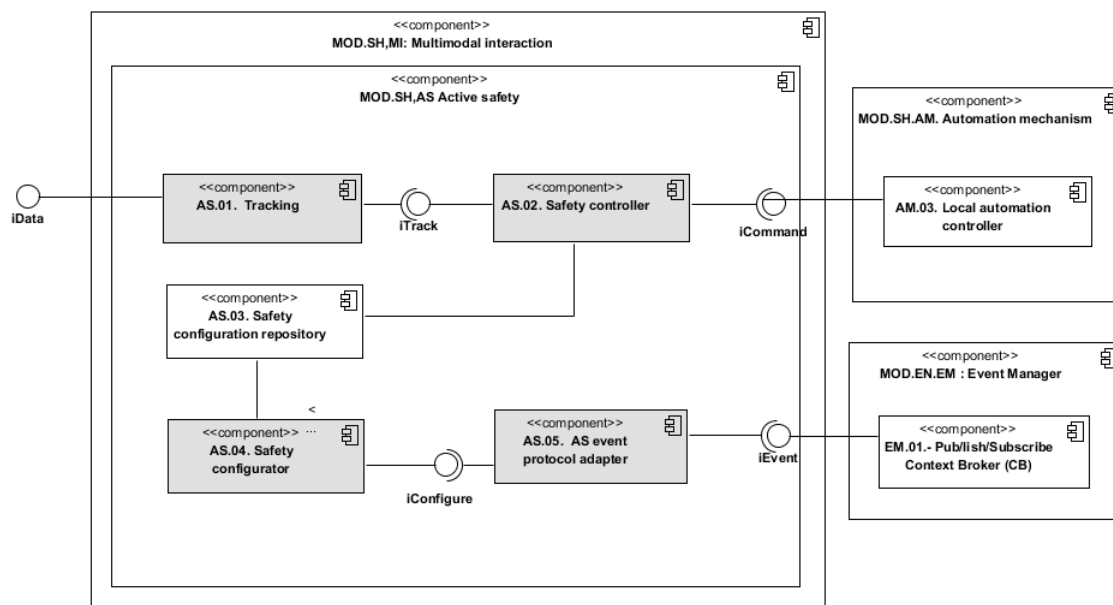 <<component>>
MOD.SH,MI: Multimodal interaction
<<component>>
MOD.SH,AS Active safety
<<component>>
MOD.SH.AM. Automation mechanism
<<component>>
AS.01. Tracking
<<component>>
AS.02. Safety controller
<<component>>
AM.03. Local automation
controller
iData
iTrack
iCommand
<<component>>
AS.03. Safety
configuration repository
<<component>>
MOD.EN.EM : Event Manager
<
...
<<component>>
AS.04. Safety
configurator
<<component>>
AS.05. AS event
protocol adapter
<<component>>
EM.01.- Pub/lish/Subscribe
Context Broker (CB)
iEvent
iConfigure